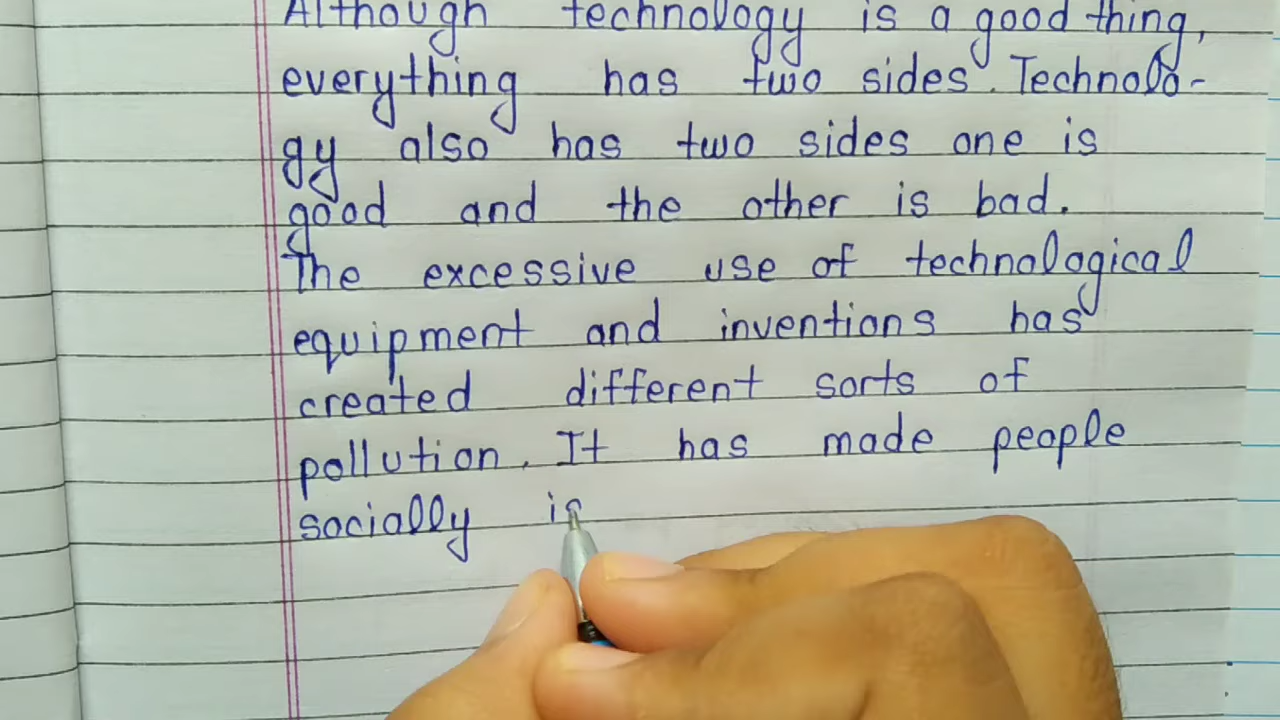 Although technology is a good thing,
everything has two sides. Technolo-
gy also has two sides one is
good and the other is bad.
The excessive use of technological
equipment and inventions has
created different sorts of
pollution. It has made people
socially is